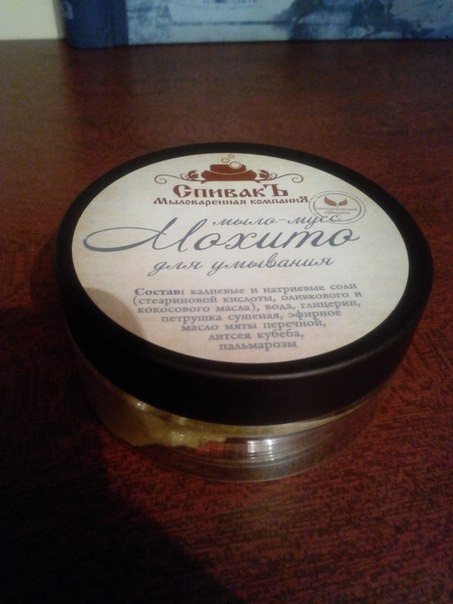 СпивакЪ
Мыловаренная компаниЯ
мыло-мусс
Мохито
для умывания
Состав: калиевые и натриевые соли
(стеариновой кислоты, оливкового и
кокосового масла), вода, глицерин,
петрушка сушеная, эфирное
масло мяты перечной,
литсея кубеба,
пальмарозы